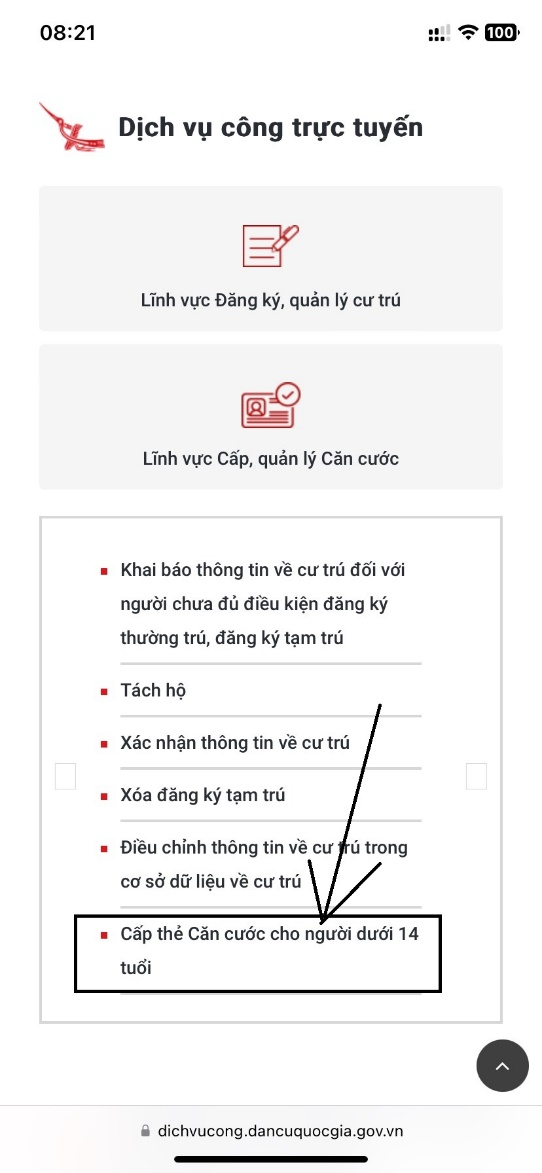 08:21
100
Dịch vụ công trực tuyến
Lĩnh vực Đăng ký, quản lý cư trú
Lĩnh vực Cấp, quản lý Căn cước
Khai báo thông tin về cư trú đối với
người chưa đủ điều kiện đăng ký
thường trú, đăng ký tạm trú
Tách hộ
Xác nhận thông tin về cư trú
Xóa đăng ký tạm trú
Điều chỉnh thông tin về cư trú trong
cơ sở dữ liệu về cư trú
Cấp thẻ Căn cước cho người dưới 14
tuổi
dichvucong.dancuquocgia.gov.vn